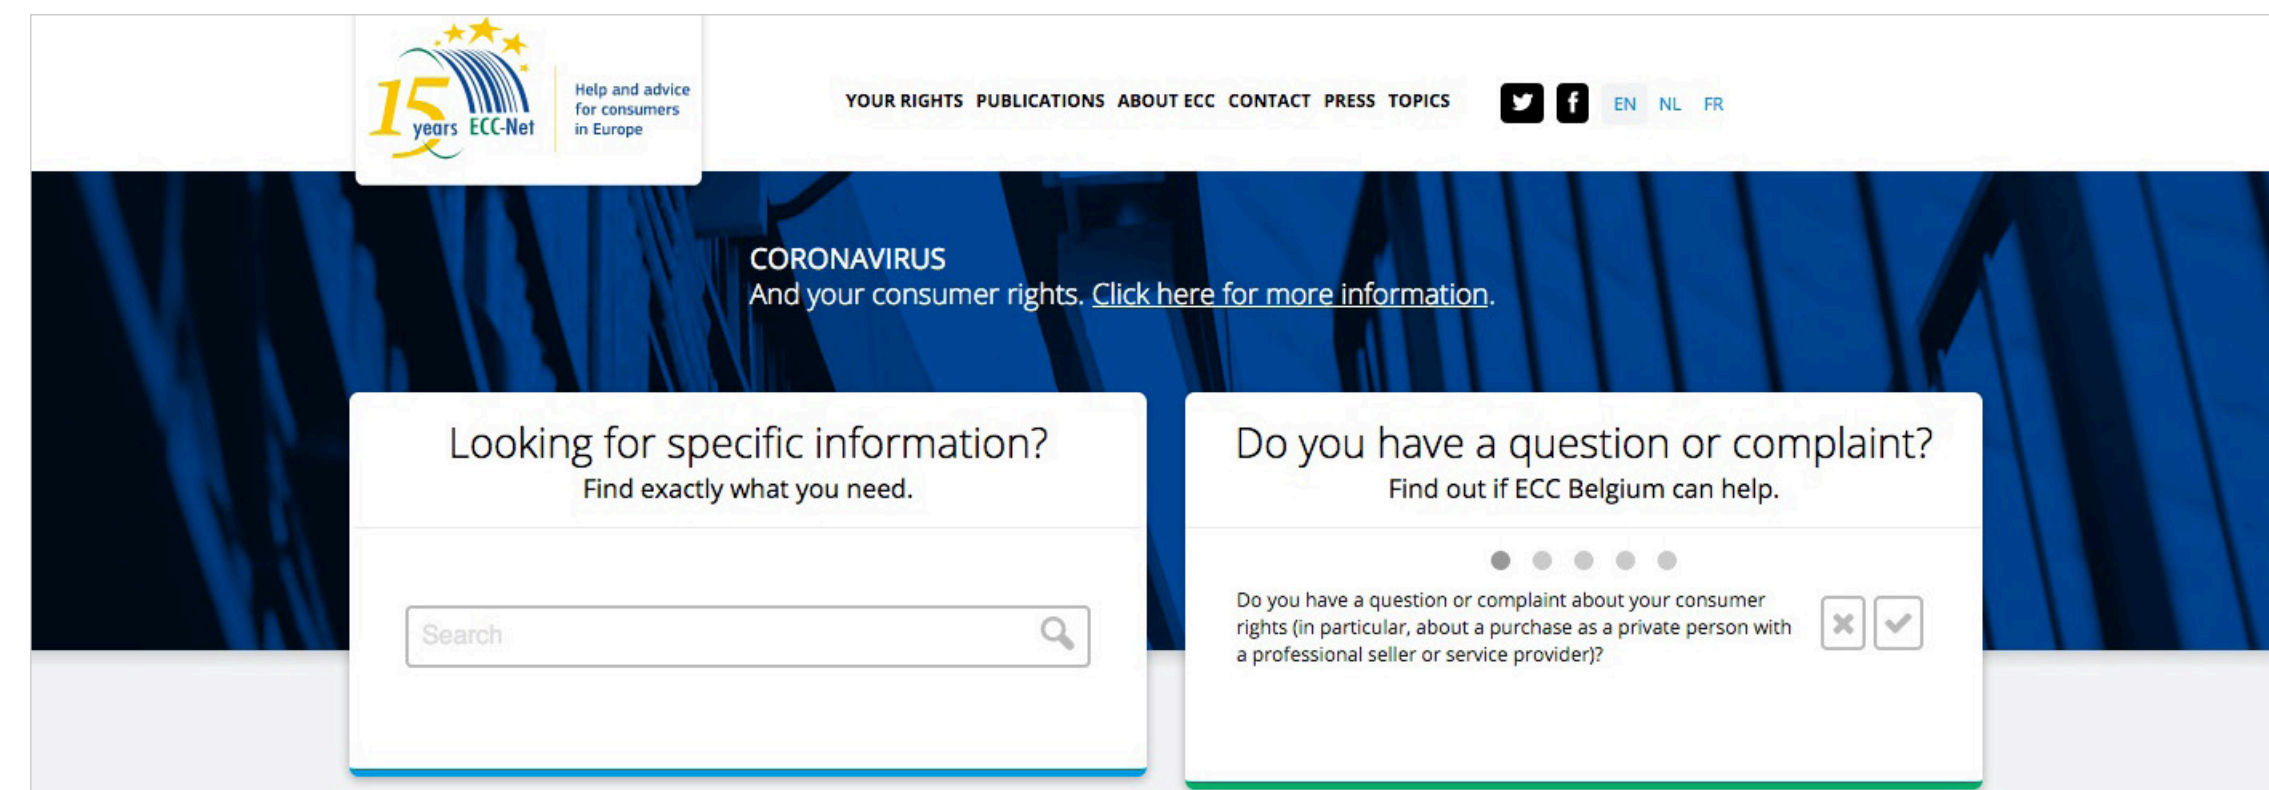 15
years ECC-Net
Help and advice
for consumers
in Europe
YOUR RIGHTS PUBLICATIONS ABOUT ECC CONTACT PRESS TOPICS
f
EN NL FR
CORONAVIRUS
And your consumer rights. Click here for more information.
Looking for specific information?
Find exactly what you need.
Search
Do you have a question or complaint?
Find out if ECC Belgium can help.
Do you have a question or complaint about your consumer
rights (in particular, about a purchase as a private person with
a professional seller or service provider)?